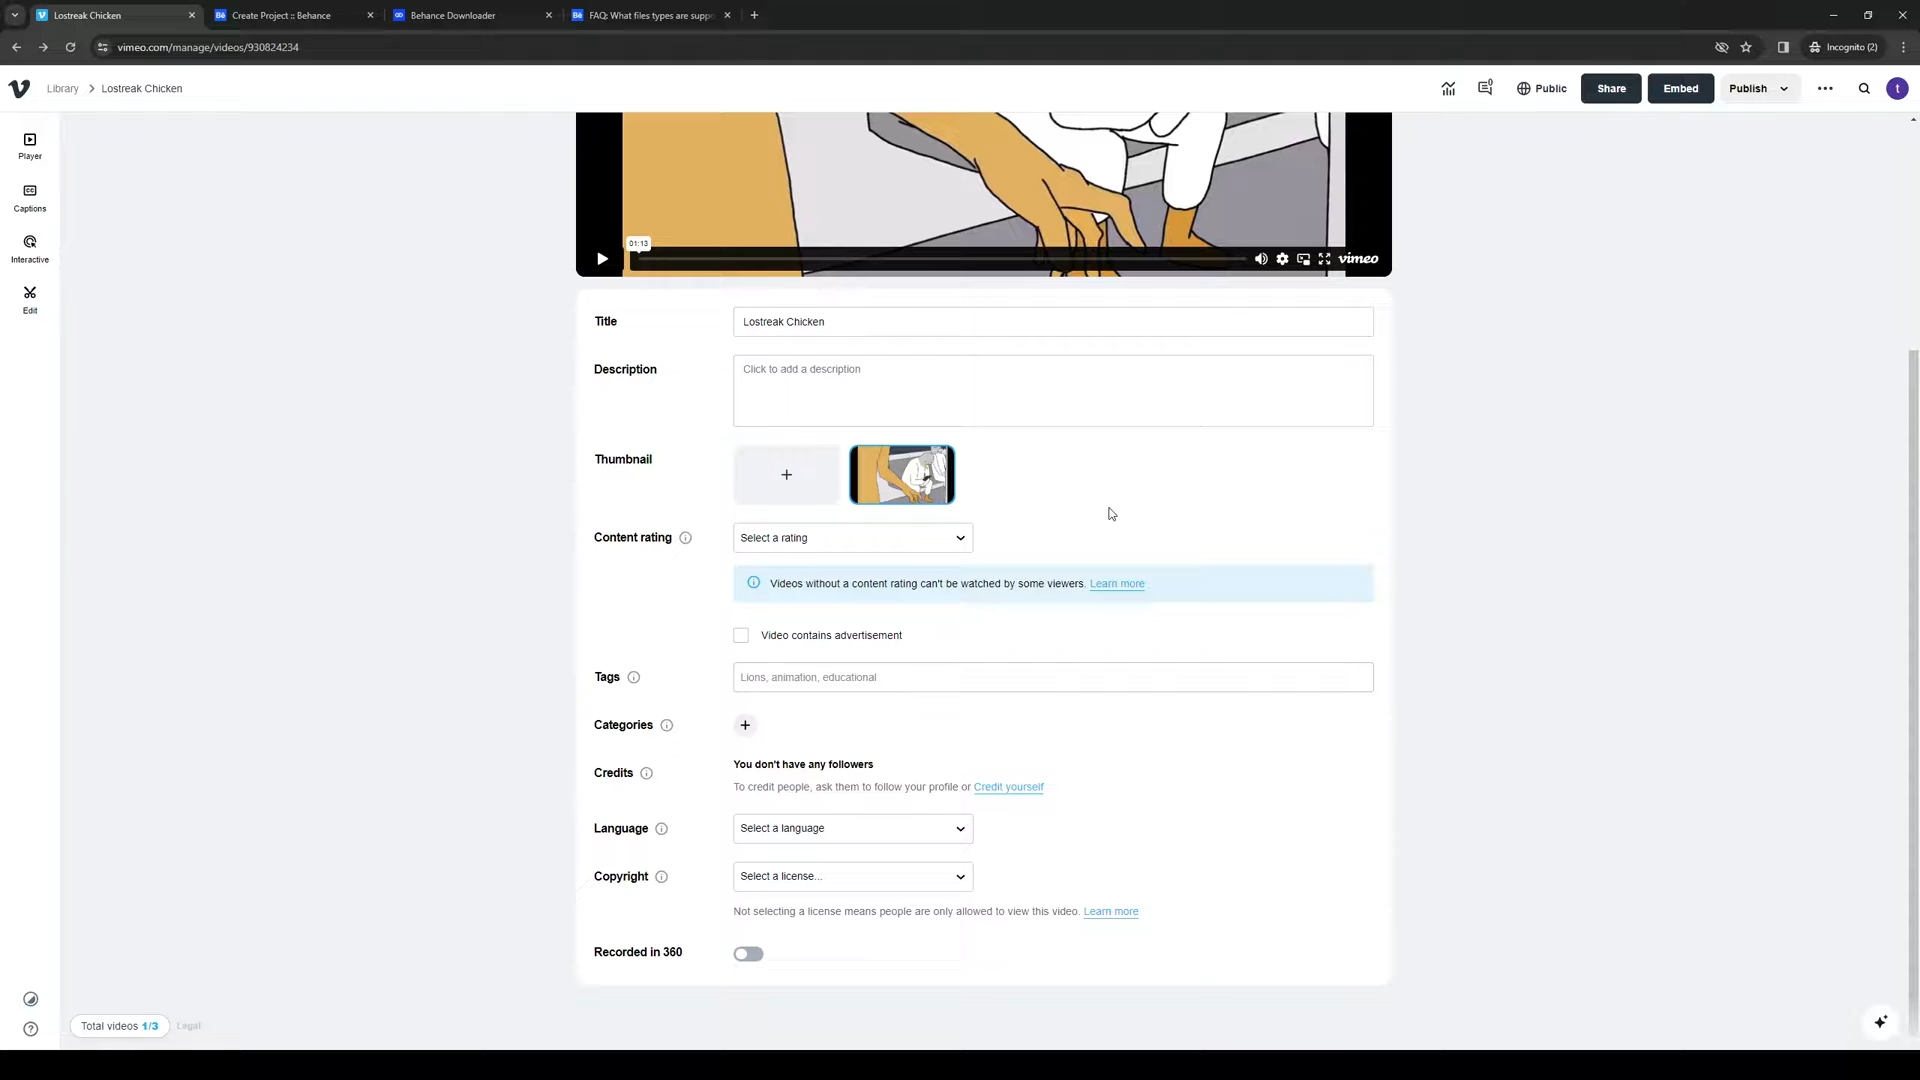 Lostreak Chicken
Create Project :: Behance
Behance Downloader
FAQ: What files types are suppo
vimeo.com/manage/videos/930824234
Incognito (2)
Library
Lostreak Chicken
Public
Share
Embed
Publish
t
Player
Captions
Interactive
Edit
01:13
vimeo
Title
Lostreak Chicken
Description
Click to add a description
Thumbnail
Content rating
Select a rating
Videos without a content rating can't be watched by some viewers. Learn more
Video contains advertisement
Tags
Lions, animation, educational
Categories
Credits
You don't have any followers
To credit people, ask them to follow your profile or Credit yourself
Language
Select a language
Copyright
Select a license...
Not selecting a license means people are only allowed to view this video. Learn more
Recorded in 360
Total videos 1/3
Legal